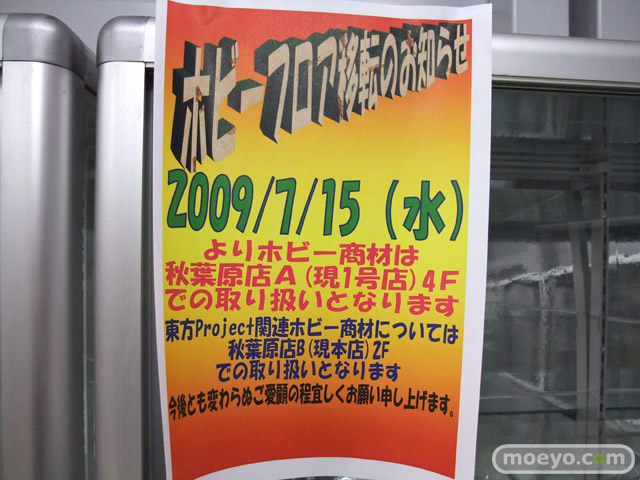 ホビーフロア移転のお知らせ
2009/7/15 (水)
よりホビー商材は
秋葉原店A(現1号店)4F
での取り扱いとなります
東方Project関連ホビー商材については
秋葉原店B(現本店)2F
での取り扱いとなります
今後とも変わらぬご愛顧の程宜しくお願い申し上げます。
moeyo.com